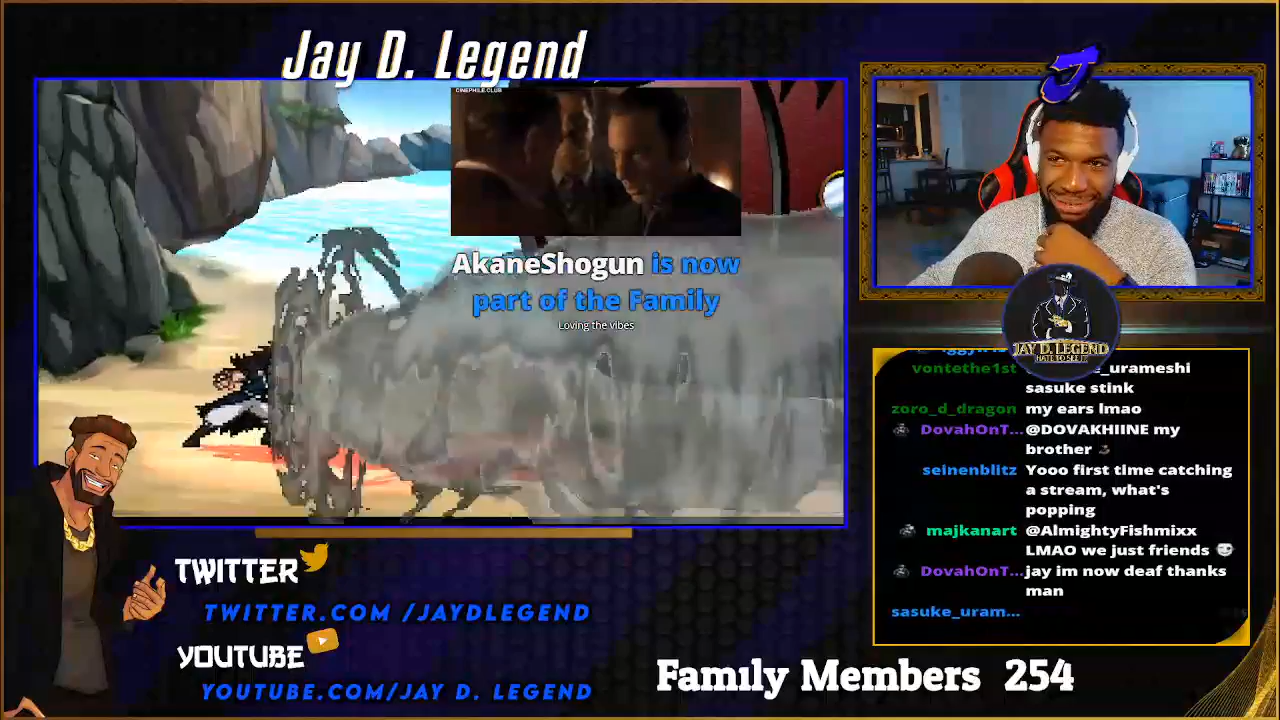 Jay D. Legend
CINEPHILE.CLUB
AkaneShogun is now
part of the Family
Loving the vibes
J
JAY D. LEGEND
vontethe1st _urameshi
sasuke stink
zoro_d_dragon my ears lmao
DovahOnT... @DOVAKHIINE my
brother
seinenblitz Yooo first time catching
a stream, what's
popping
majkanart @AlmightyFishmixx
LMAO we just friends
DovahOnT... jay im now deaf thanks
man
sasuke_uram...
TWITTER
TWITTER.COM /JAYDLEGEND
YOUTUBE
YOUTUBE.COM/JAY D. LEGEND
Family Members 254